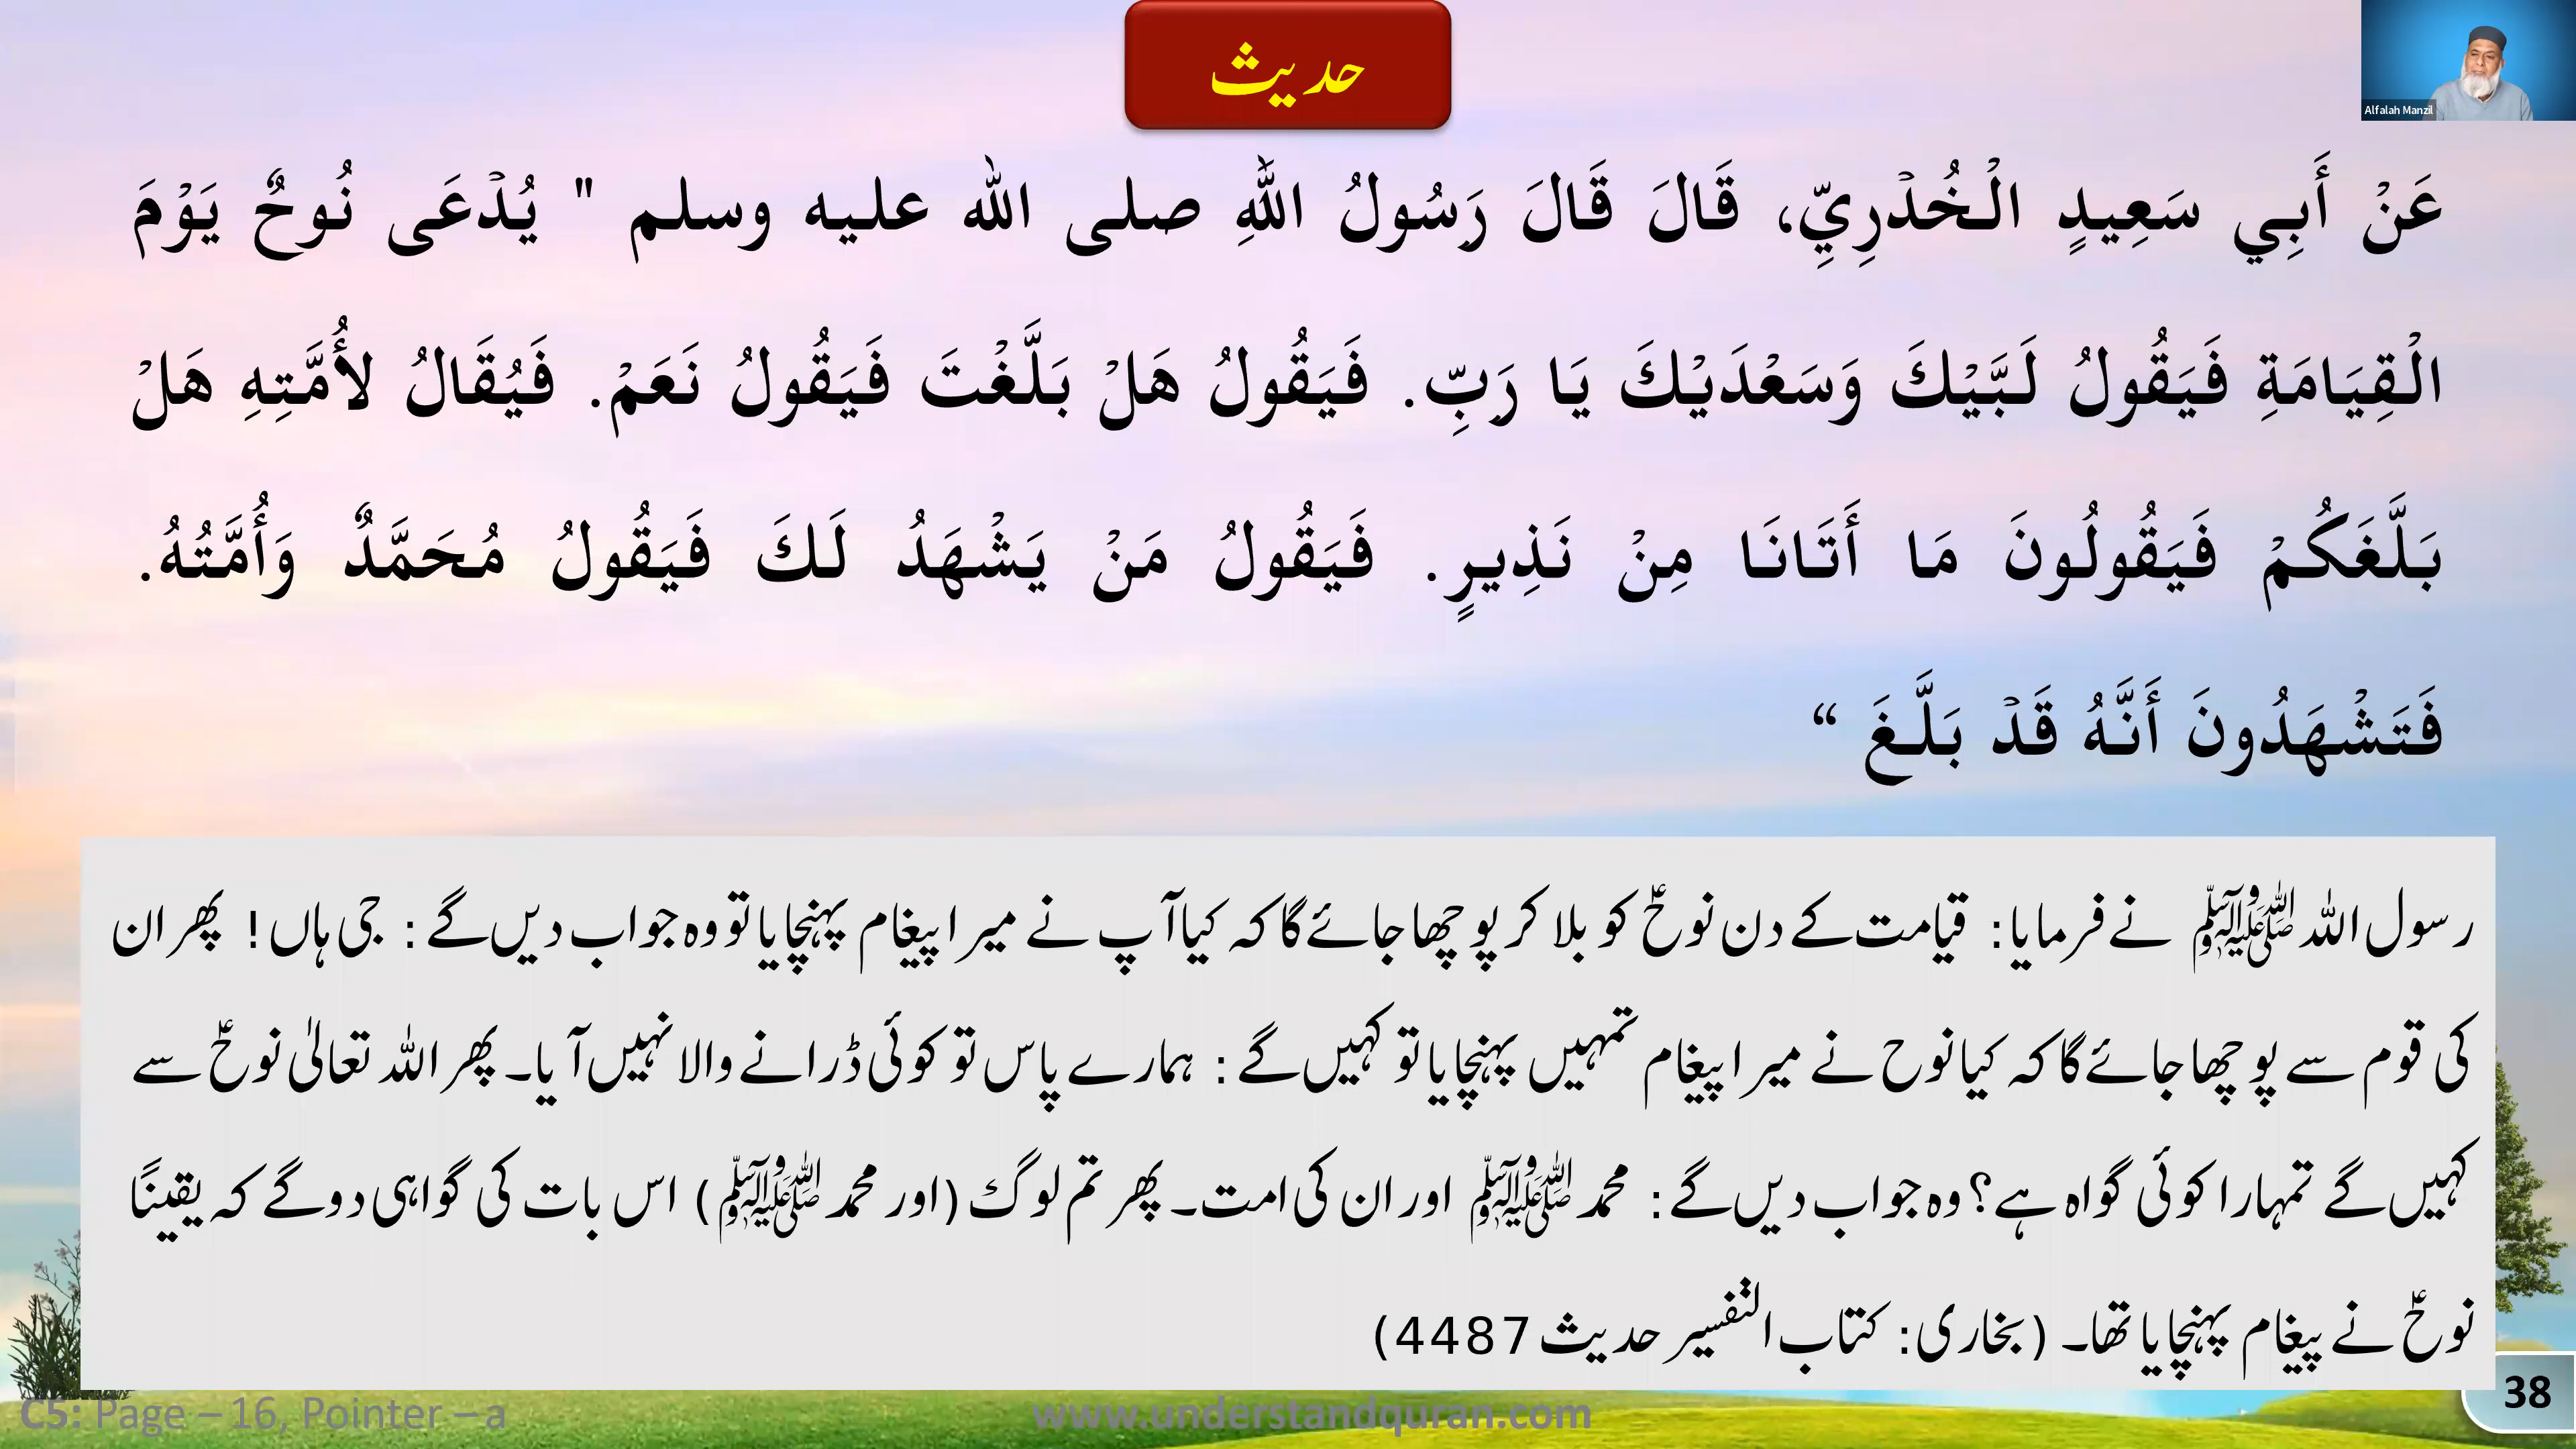 حدیث
Alfalah Manzil
عَنْ أَبِي سَعِيدٍ الْخُدْرِيِّ، قَالَ قَالَ رَسُولُ اللَّهِ صلى الله عليه وسلم " يُدْعَى نُوحٌ يَوْمَ
الْقِيَامَةِ فَيَقُولُ لَبَّيْكَ وَسَعْدَيْكَ يَا رَبِّ. فَيَقُولُ هَلْ بَلَّغْتَ فَيَقُولُ نَعَمْ. فَيُقَالُ لأُمَّتِهِ هَلْ
بَلَّغَكُمْ فَيَقُولُونَ مَا أَتَانَا مِنْ نَذِيرٍ. فَيَقُولُ مَنْ يَشْهَدُ لَكَ فَيَقُولُ مُحَمَّدٌ وَأُمَّتُهُ.
فَتَشْهَدُونَ أَنَّهُ قَدْ بَلَّغَ “
رسول اللہ ﷺ نے فرمایا: قیامت کے دن نوحؑ کو بلا کر پوچھا جائے گا کہ کیا آپ نے میرا پیغام پہنچایا تو وہ جواب دیں گے: جی ہاں! پھر ان
کی قوم سے پوچھا جائے گا کہ کیا نوح نے میرا پیغام تمہیں پہنچایا تو کہیں گے: ہمارے پاس تو کوئی ڈرانے والا نہیں آیا۔ پھر اللہ تعالیٰ نوحؑ سے
کہیں گے تمہارا کوئی گواہ ہے؟ وہ جواب دیں گے: محمد ﷺ اور ان کی امت۔ پھر تم لوگ (اور محمد ﷺ) اس بات کی گواہی دوگے کہ یقینًا
نوحؑ نے پیغام پہنچایا تھا۔ (بخاری: کتاب التفسیر حدیث 4487)
C5: Page – 16, Pointer – a
www.understandquran.com
38